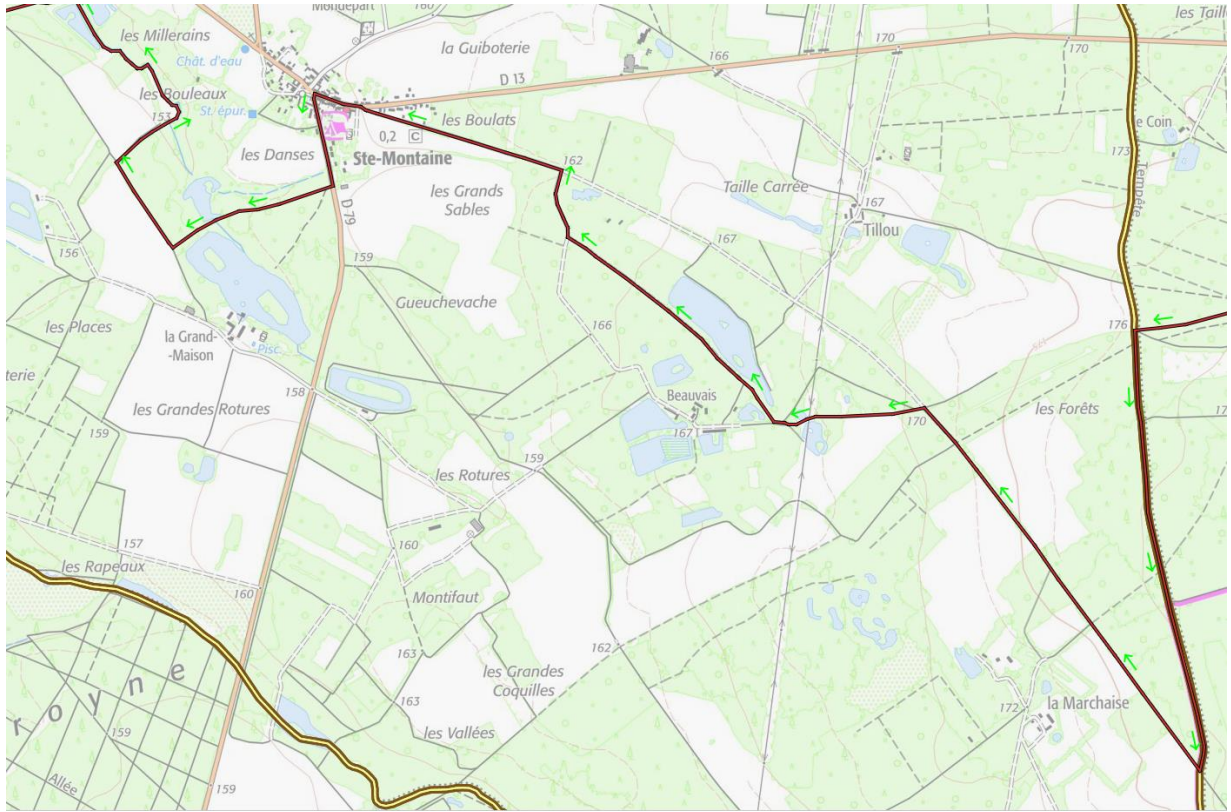 Mondepart
160
les Millerains
la Guiboterie
170
les Taill
170
Chât. d'eau
166
D 13
les Bouleaux
St. épur.
153
les Boulats
le Coin
0,2 C
173
les Danses
Ste-Montaine
162
Tempête
les Grands
Sables
Taille Carrée
167
D 79
Tillou
156
167
159
Gueuchevache
176
les Places
la Grand-
-Maison
166
Pisc.
terie
158
Beauvais
les Grandes Rotures
les Forêts
170
159
167
159
les Rotures
157
160
les Rapeaux
160
Montifaut
162
163
les Grandes
Coquilles
royne
163
la Marchaise
172
les Vallées
159
Allée
159